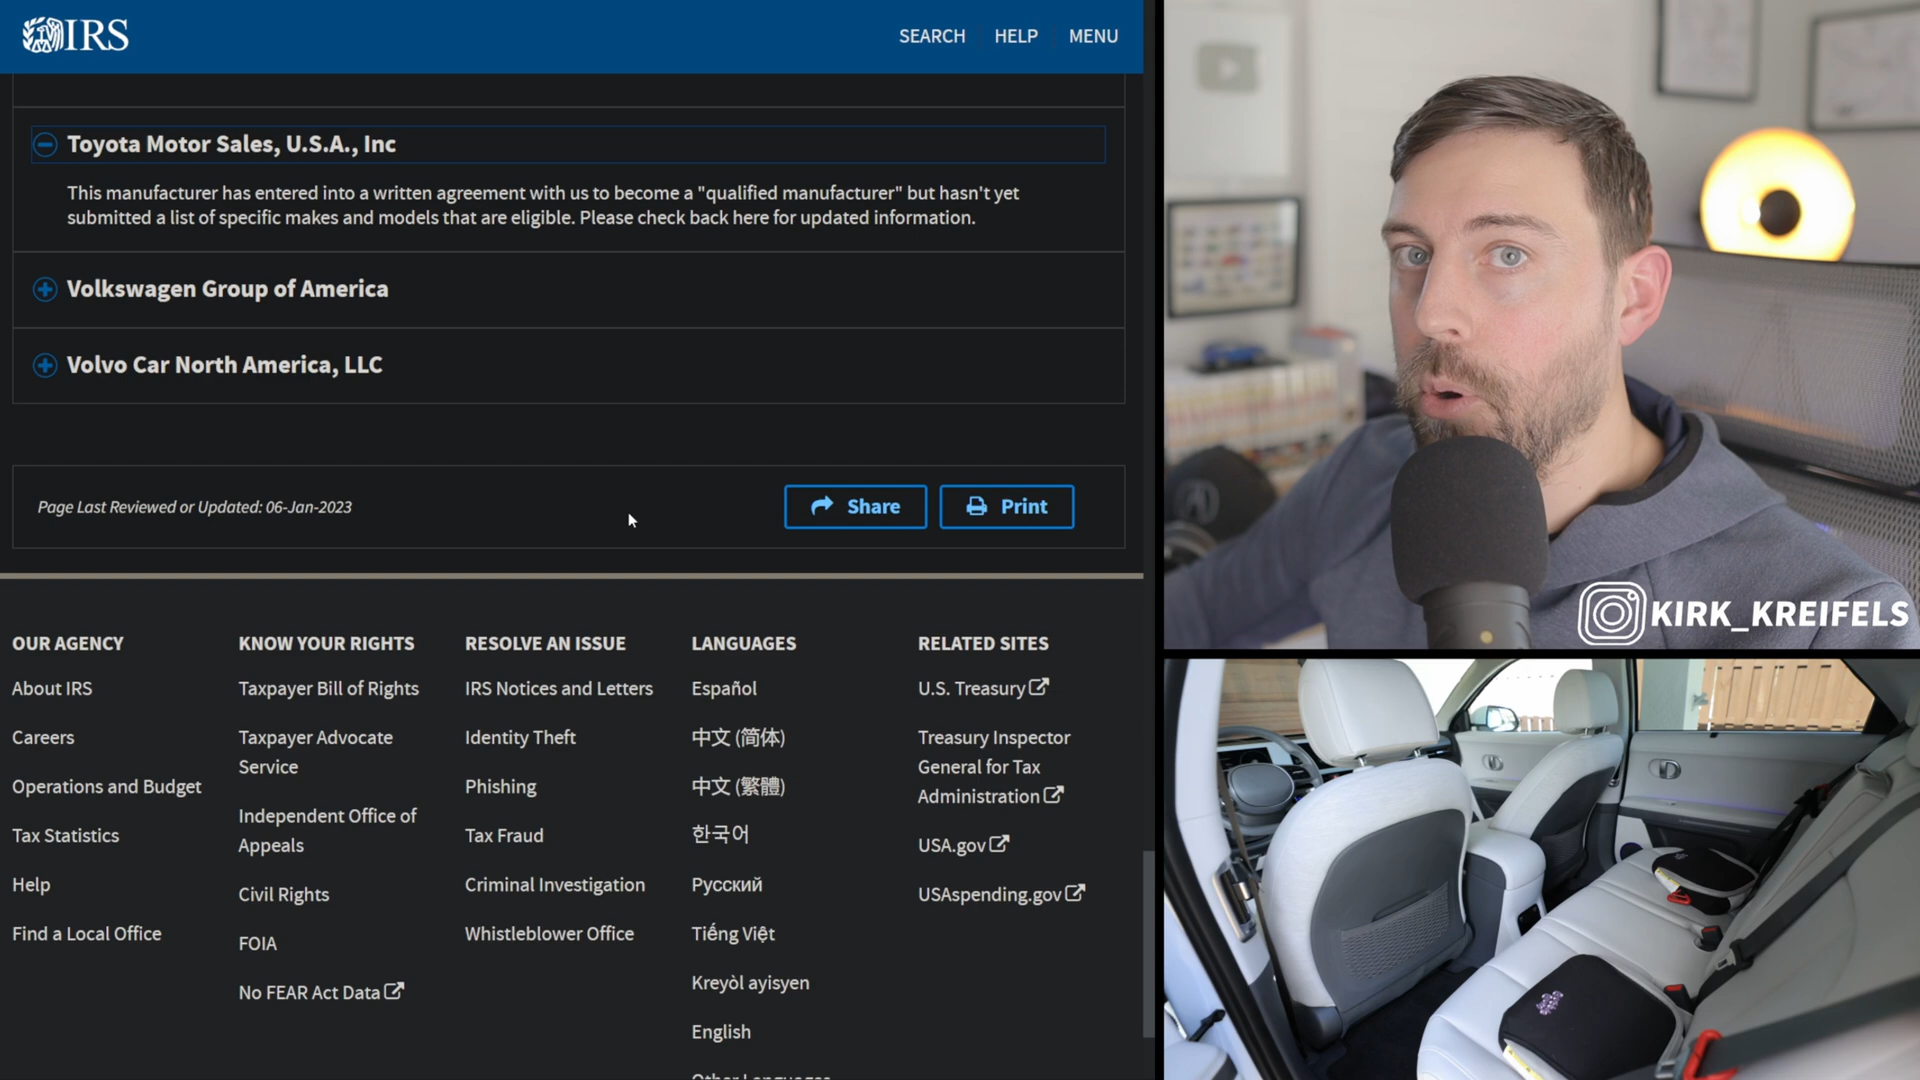 IRS
SEARCH
HELP
MENU
Toyota Motor Sales, U.S.A., Inc
This manufacturer has entered into a written agreement with us to become a "qualified manufacturer" but hasn't yet
submitted a list of specific makes and models that are eligible. Please check back here for updated information.
Volkswagen Group of America
Volvo Car North America, LLC
Page Last Reviewed or Updated: 06-Jan-2023
Share
Print
OUR AGENCY
About IRS
Careers
Operations and Budget
Tax Statistics
Help
Find a Local Office
KNOW YOUR RIGHTS
Taxpayer Bill of Rights
Taxpayer Advocate
Service
Independent Office of
Appeals
Civil Rights
FOIA
No FEAR Act Data
RESOLVE AN ISSUE
IRS Notices and Letters
Identity Theft
Phishing
Tax Fraud
Criminal Investigation
Whistleblower Office
LANGUAGES
Español
中文 (简体)
中文 (繁體)
한국어
Русский
Tiếng Việt
Kreyòl ayisyen
English
Other Languages
RELATED SITES
U.S. Treasury
Treasury Inspector
General for Tax
Administration
USA.gov
USAspending.gov
KIRK_KREIFELS